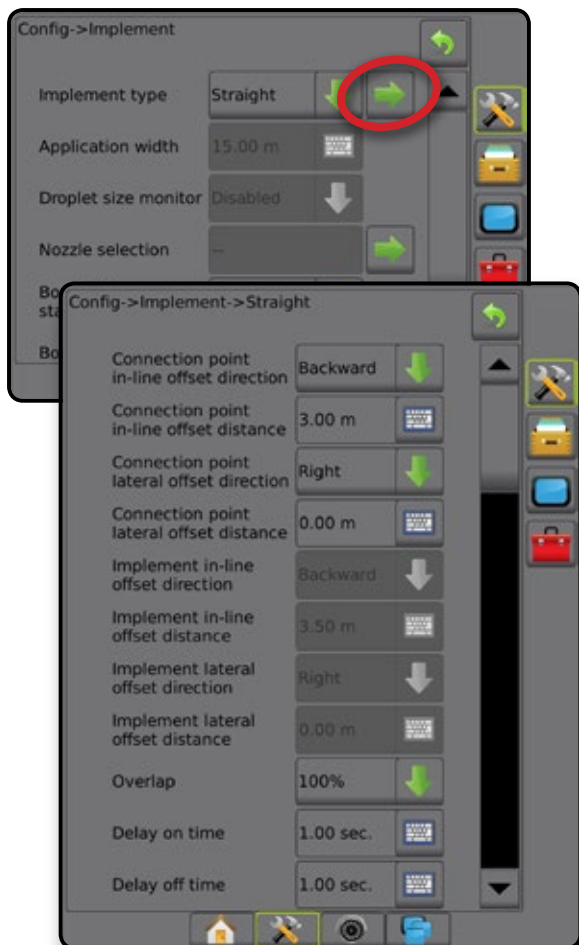 Config->Implement
Implement type Straight
Application width 15.00 m
Droplet size monitor Disabled
Nozzle selection --
Bo
sta
Bo
Config->Implement->Straight
Connection point
in-line offset direction Backward
Connection point
in-line offset distance 3.00 m
Connection point
lateral offset direction Right
Connection point
lateral offset distance 0.00 m
Implement in-line
offset direction Backward
Implement in-line
offset distance 3.50 m
Implement lateral
offset direction Right
Implement lateral
offset distance 0.00 m
Overlap 100%
Delay on time 1.00 sec.
Delay off time 1.00 sec.